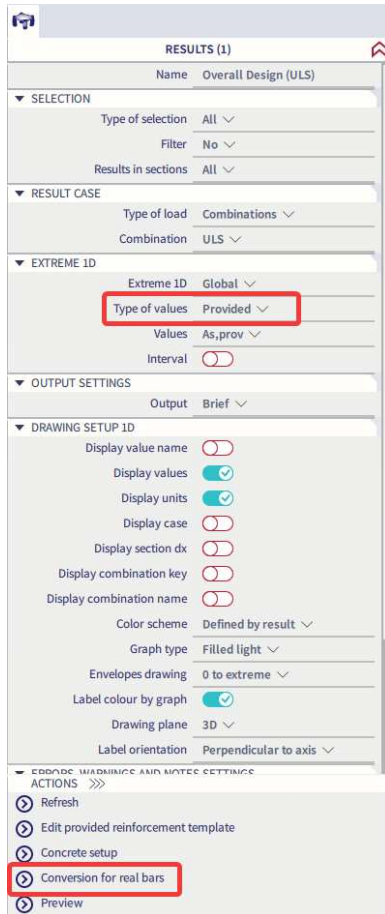 RESULTS (1)
Name Overall Design (ULS)
SELECTION
Type of selection All
Filter No
Results in sections All
RESULT CASE
Type of load Combinations
Combination ULS
EXTREME 1D
Extreme 1D Global
Type of values Provided
Values As,prov
Interval
OUTPUT SETTINGS
Output Brief
DRAWING SETUP 1D
Display value name
Display values
Display units
Display case
Display section dx
Display combination key
Display combination name
Color scheme Defined by result
Graph type Filled light
Envelopes drawing 0 to extreme
Label colour by graph
Drawing plane 3D
Label orientation Perpendicular to axis
ERRORS, WARNINGS AND NOTES SETTINGS
ACTIONS >>>
Refresh
Edit provided reinforcement template
Concrete setup
Conversion for real bars
Preview